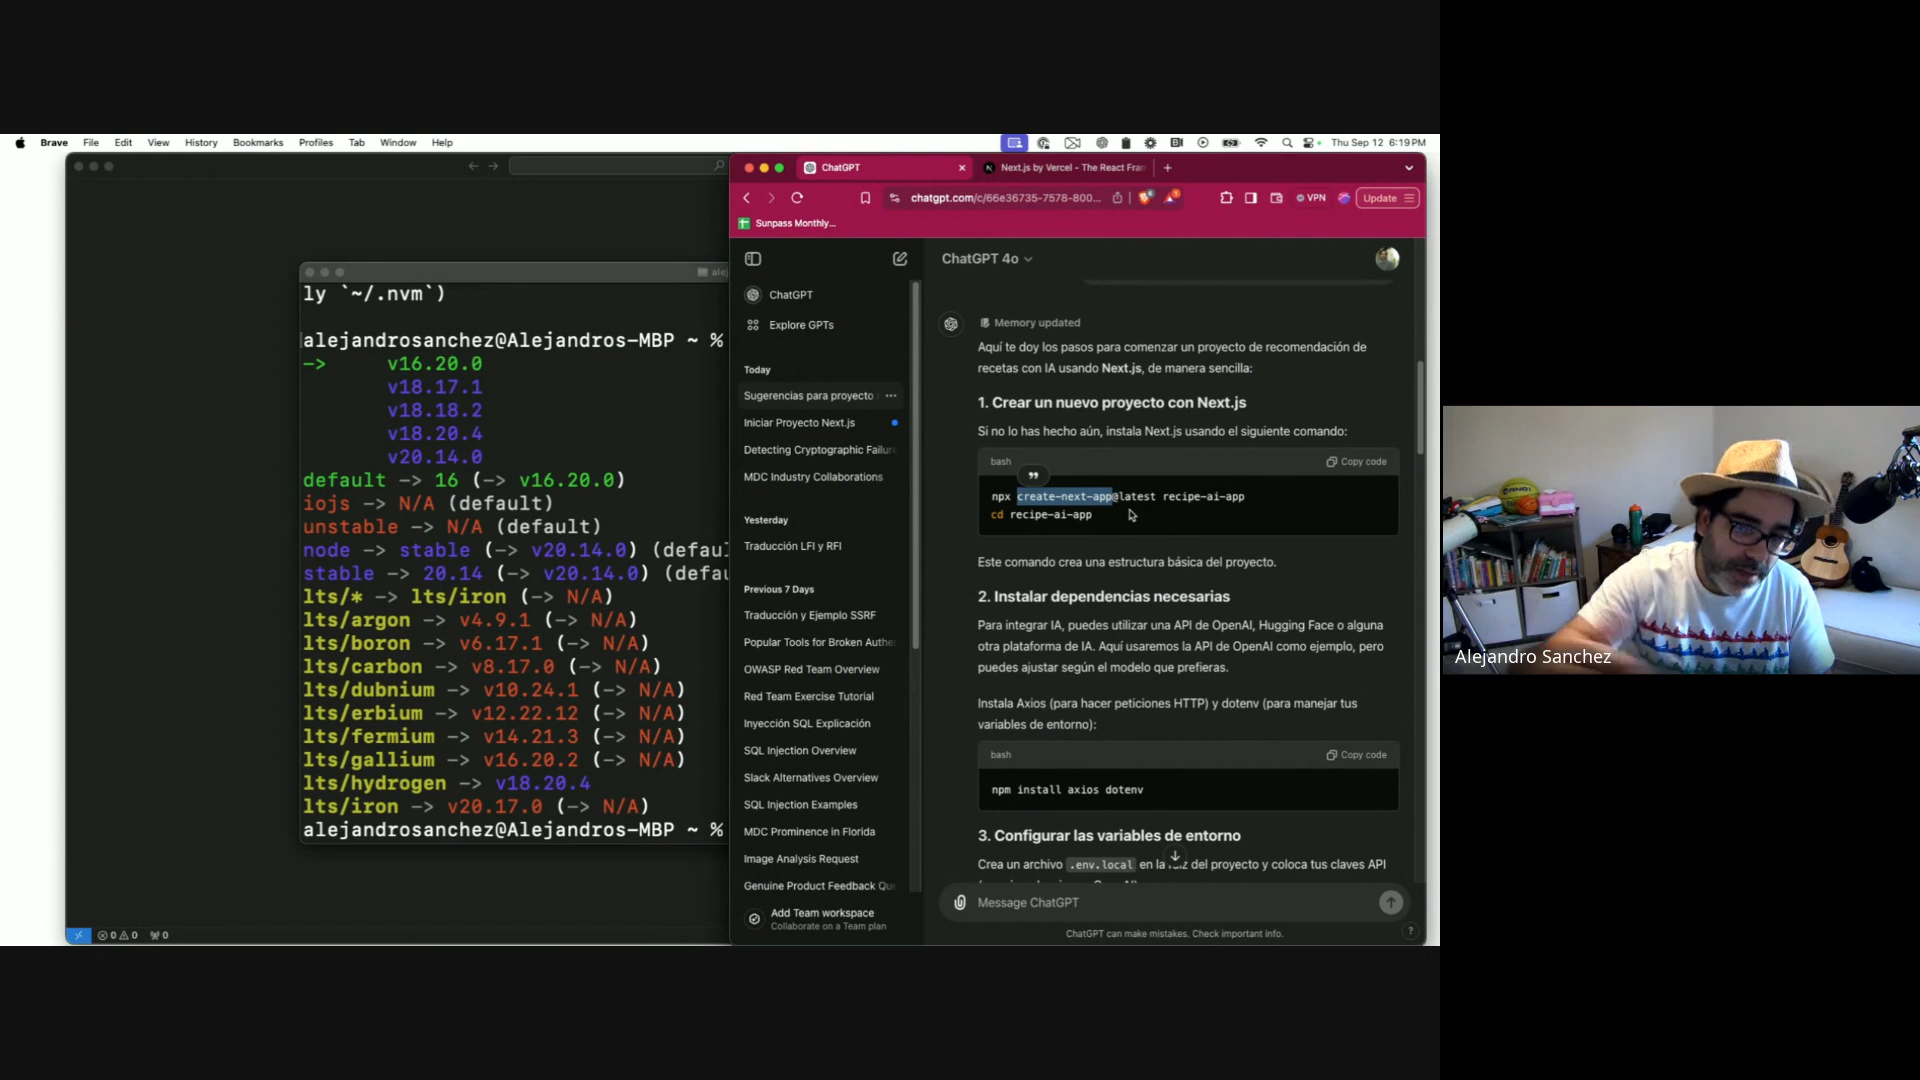 Brave File Edit View History Bookmarks Profiles Tab Window Help
Thu Sep 12 6:19PM
ly `~/.nvm`)
alejandrosanchez@Alejandros-MBP ~ %
-> v16.20.0
v18.17.1
v18.18.2
v18.20.4
v20.14.0
default -> 16 (-> v16.20.0)
iojs -> N/A (default)
unstable -> N/A (default)
node -> stable (-> v20.14.0) (defau
stable -> 20.14 (-> v20.14.0) (defau
lts/* -> lts/iron (-> N/A)
lts/argon -> v4.9.1 (-> N/A)
lts/boron -> v6.17.1 (-> N/A)
lts/carbon -> v8.17.0 (-> N/A)
lts/dubnium -> v10.24.1 (-> N/A)
lts/erbium -> v12.22.12 (-> N/A)
lts/fermium -> v14.21.3 (-> N/A)
lts/gallium -> v16.20.2 (-> N/A)
lts/hydrogen -> v18.20.4
lts/iron -> v20.17.0 (-> N/A)
alejandrosanchez@Alejandros-MBP ~ %
0 0 0
ChatGPT
Next.js by Vercel - The React Fra
chatgpt.com/c/66e36735-7578-800...
VPN
Update
Sunpass Monthly...
ChatGPT
Explore GPTs
Today
Sugerencias para proyecto
Iniciar Proyecto Next.js
Detecting Cryptographic Failur
MDC Industry Collaborations
Yesterday
Traducción LFI y RFI
Previous 7 Days
Traducción y Ejemplo SSRF
Popular Tools for Broken Authe
OWASP Red Team Overview
Red Team Exercise Tutorial
Inyección SQL Explicación
SQL Injection Overview
Slack Alternatives Overview
SQL Injection Examples
MDC Prominence in Florida
Image Analysis Request
Genuine Product Feedback Que
Add Team workspace
Collaborate on a Team plan
ChatGPT 4o
Memory updated
Aquí te doy los pasos para comenzar un proyecto de recomendación de
recetas con IA usando Next.js, de manera sencilla:
1. Crear un nuevo proyecto con Next.js
Si no lo has hecho aún, instala Next.js usando el siguiente comando:
bash
Copy code
npx create-next-app@latest recipe-ai-app
cd recipe-ai-app
Este comando crea una estructura básica del proyecto.
2. Instalar dependencias necesarias
Para integrar IA, puedes utilizar una API de OpenAI, Hugging Face o alguna
otra plataforma de IA. Aquí usaremos la API de OpenAI como ejemplo, pero
puedes ajustar según el modelo que prefieras.
Instala Axios (para hacer peticiones HTTP) y dotenv (para manejar tus
variables de entorno):
bash
Copy code
npm install axios dotenv
3. Configurar las variables de entorno
Crea un archivo .env.local en la raíz del proyecto y coloca tus claves API
Message ChatGPT
ChatGPT can make mistakes. Check important info.
?
Alejandro Sanchez